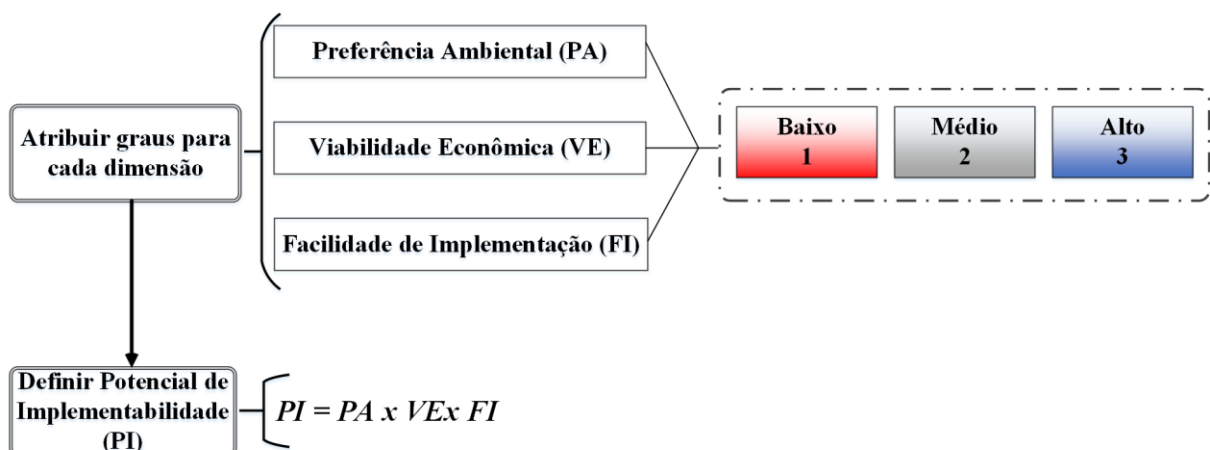 Atribuir graus para
cada dimensão
Preferência Ambiental (PA)
Viabilidade Econômica (VE)
Facilidade de Implementação (FI)
Baixo
1
Médio
2
Alto
3
Definir Potencial de
Implementabilidade
(PI)
PI = PA x VEx FI